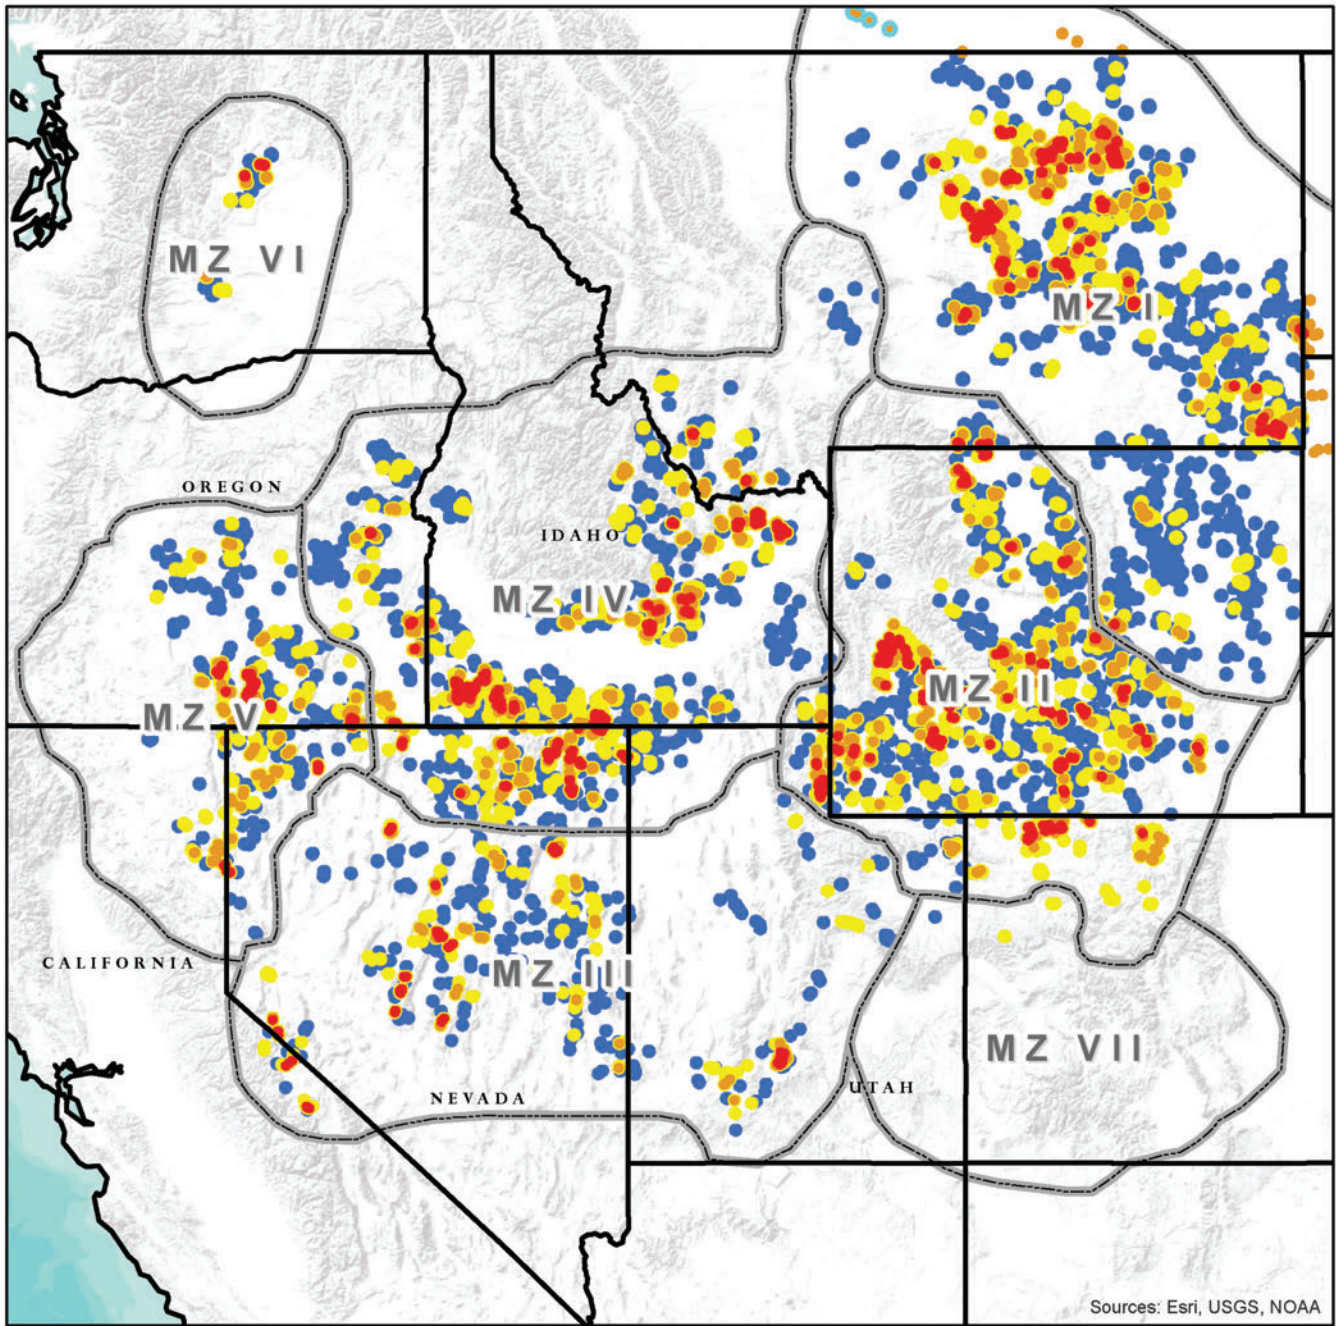 MZ VI
MZ I
OREGON
IDAHO
MZ IV
MZ II
MZ V
CALIFORNIA
MZ III
MZ VII
UTAH
NEVADA
Sources: Esri, USGS, NOAA